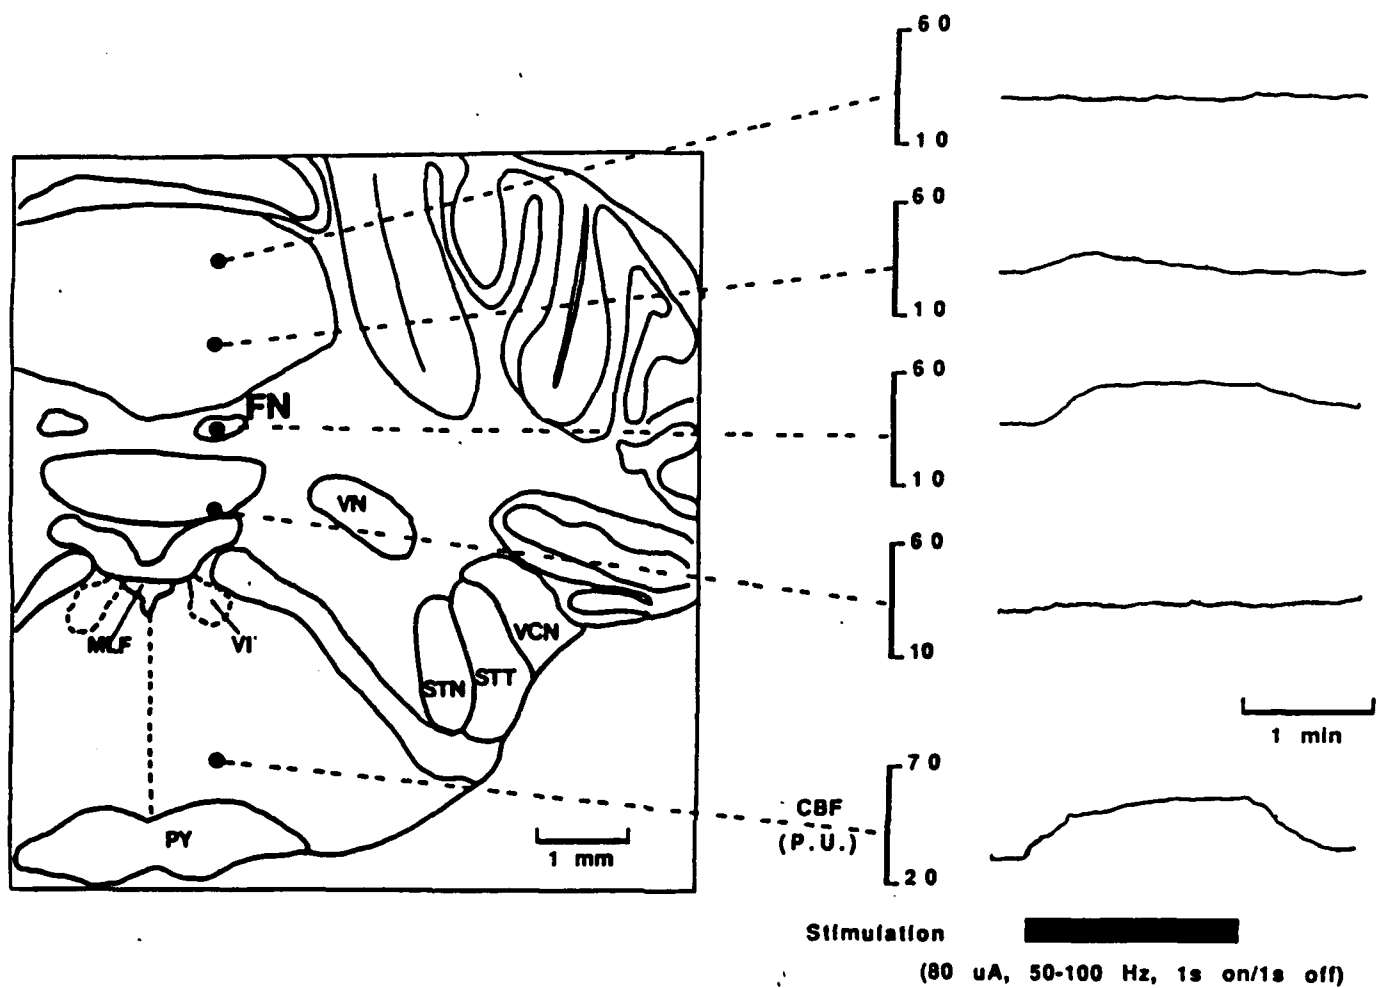 60
10
60
10
60
10
60
10
1 min
70
20
CBF
(P.U.)
FN
VN
MLF
VI
VCN
STT
STN
PY
1 mm
Stimulation
(80 uA, 50-100 Hz, 1s on/1s off)